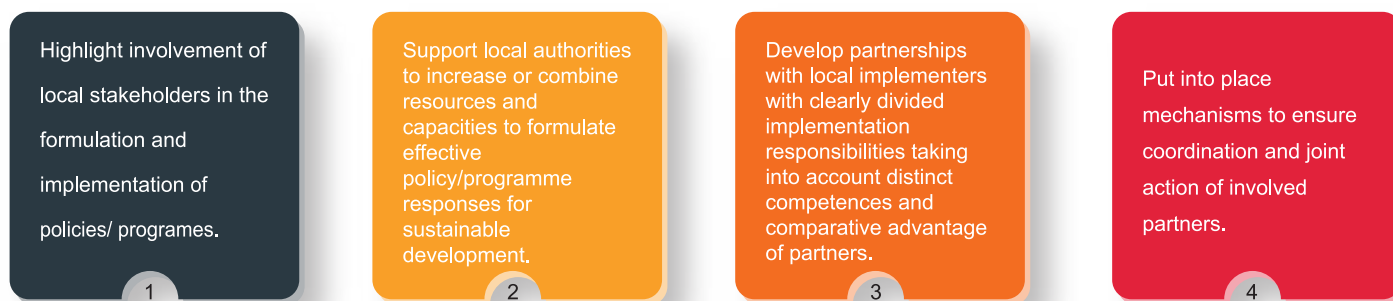 Highlight involvement of
local stakeholders in the
formulation and
implementation of
policies/ programes.
1
Support local authorities
to increase or combine
resources and
capacities to formulate
effective
policy/programme
responses for
sustainable
development.
2
Develop partnerships
with local implementers
with clearly divided
implementation
responsibilities taking
into account distinct
competences and
comparative advantage
of partners.
3
Put into place
mechanisms to ensure
coordination and joint
action of involved
partners.
4